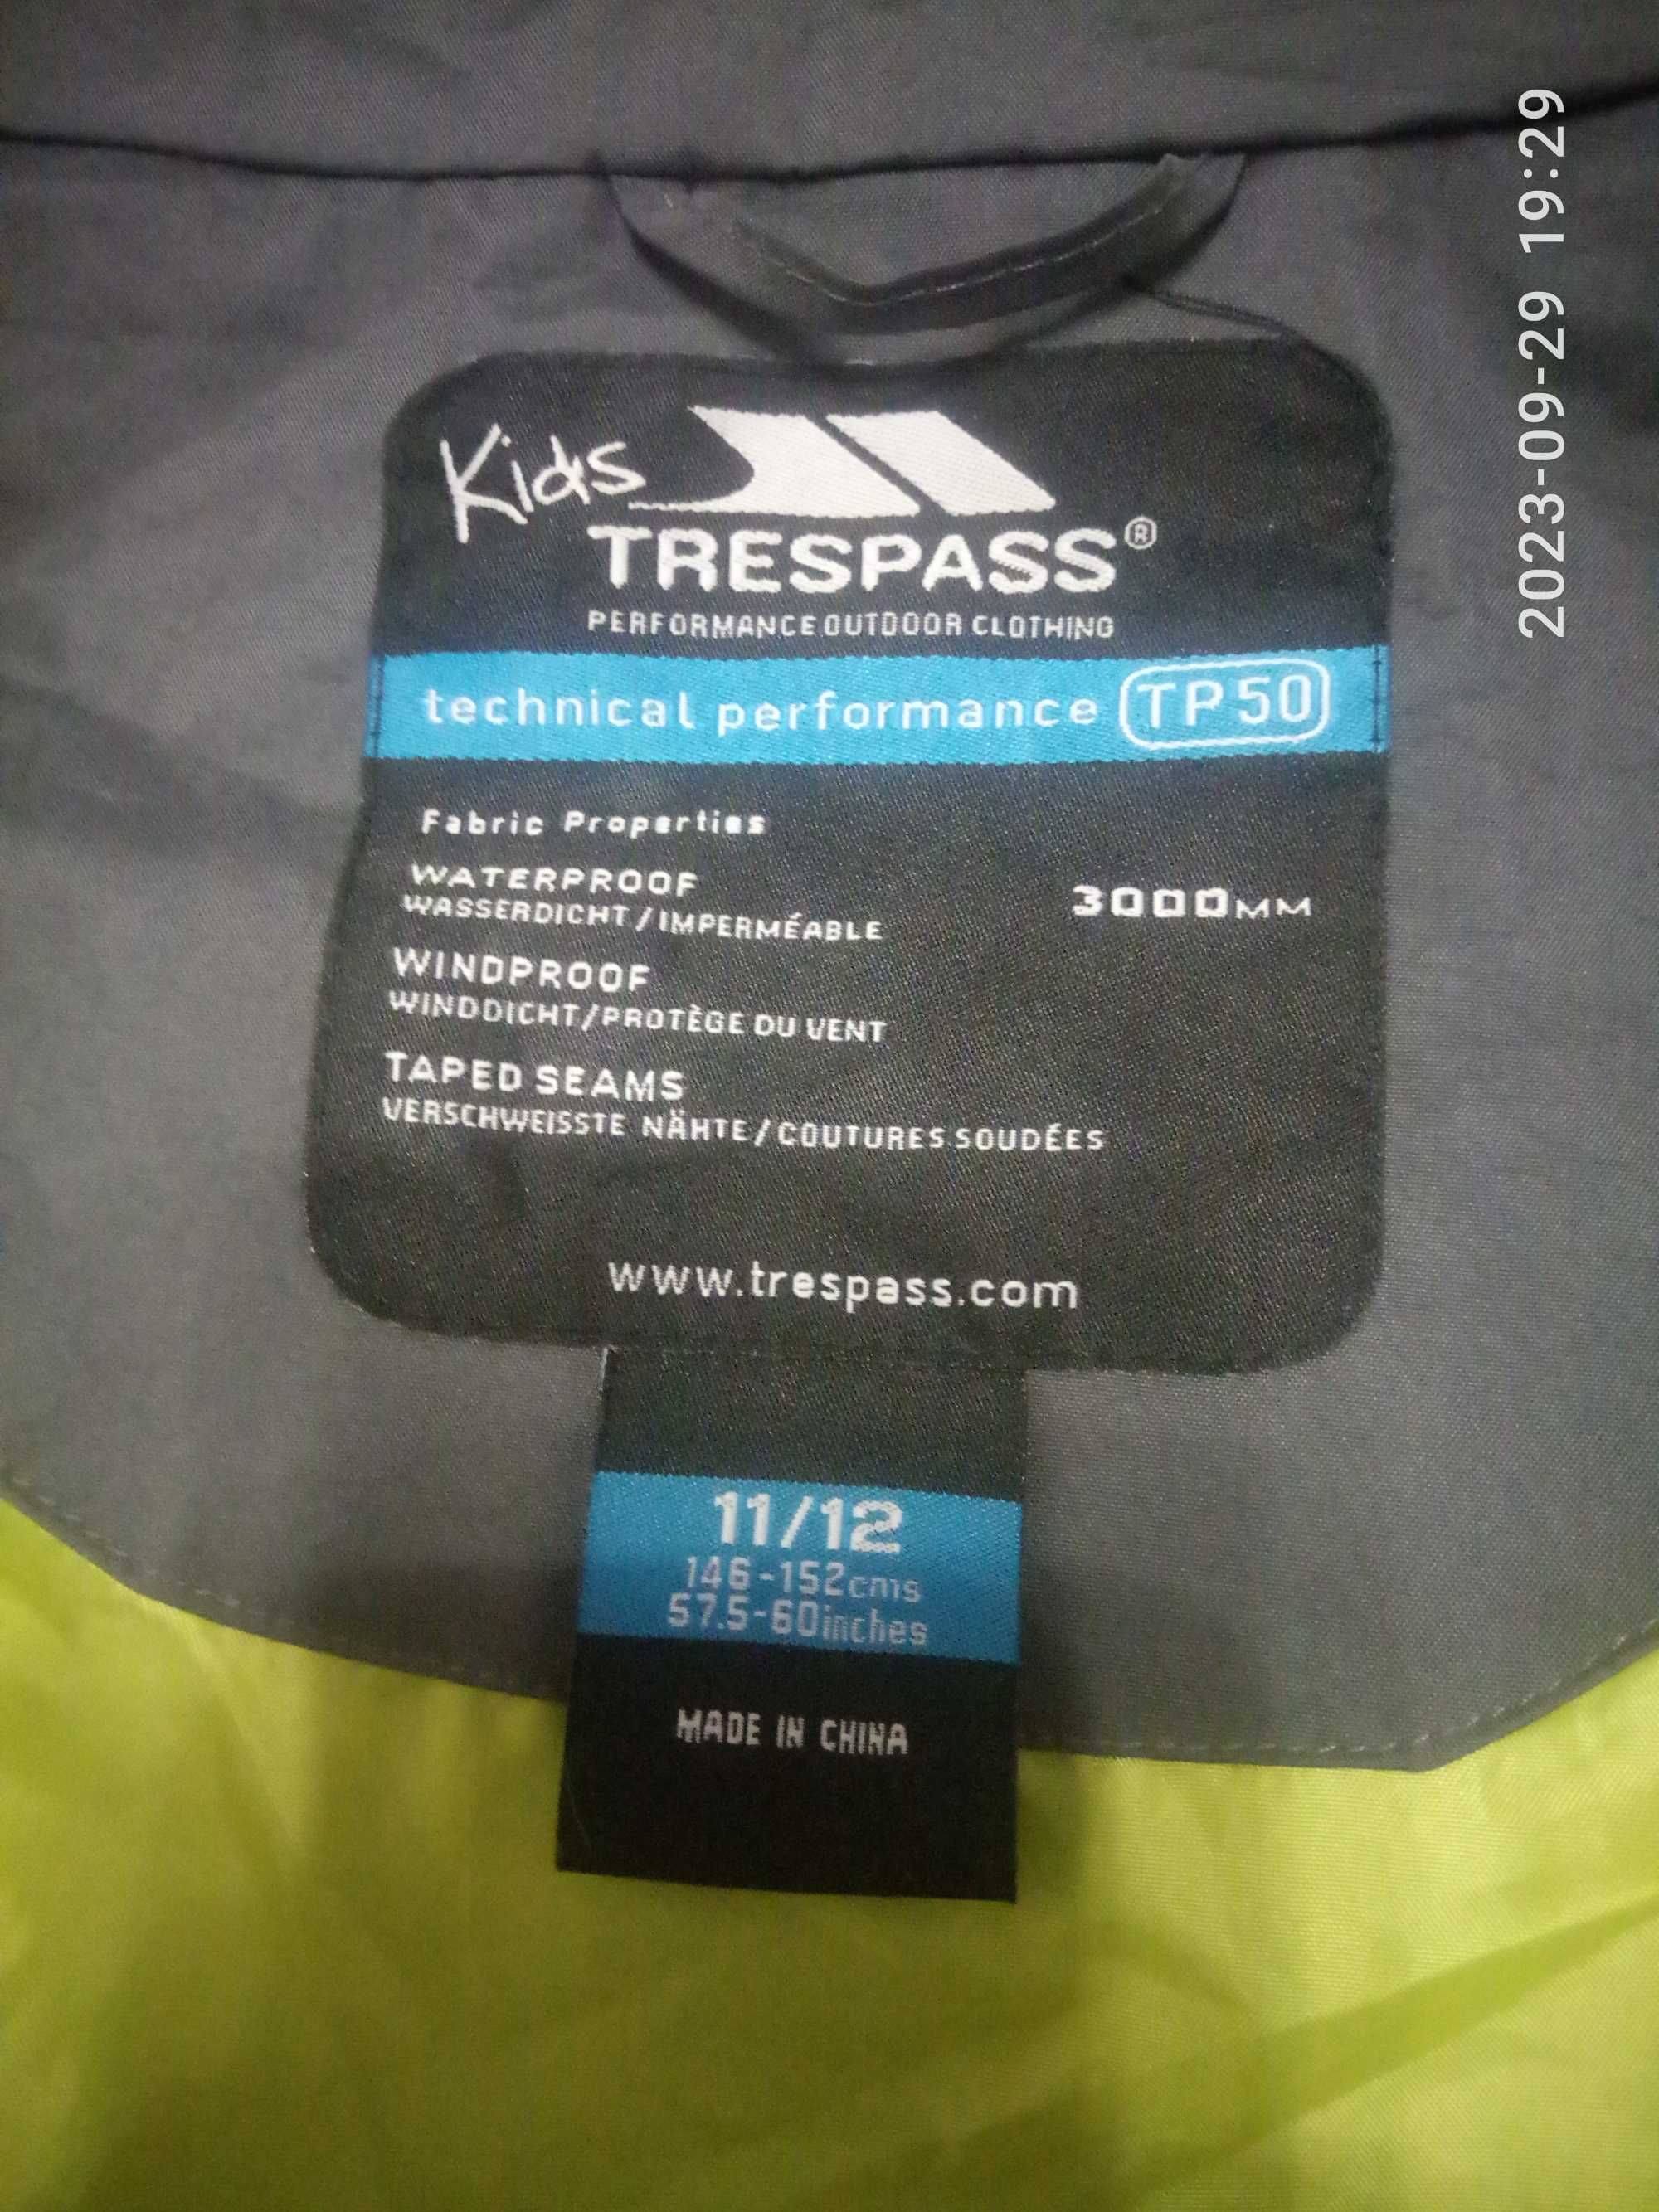 Kids
TRESPASS®
PERFORMANCE OUTDOOR CLOTHING
technical performance TP50
Fabric Properties
WATERPROOF 3000MM
WASSERDICHT/IMPERMÉABLE
WINDPROOF
WINDDICHT/PROTÈGE DU VENT
TAPED SEAMS
VERSCHWEISSTE NÄHTE/COUTURES SOUDÉES
www.trespass.com
11/12
146-152cms
57.5-60inches
MADE IN CHINA
2023-09-29 19:29